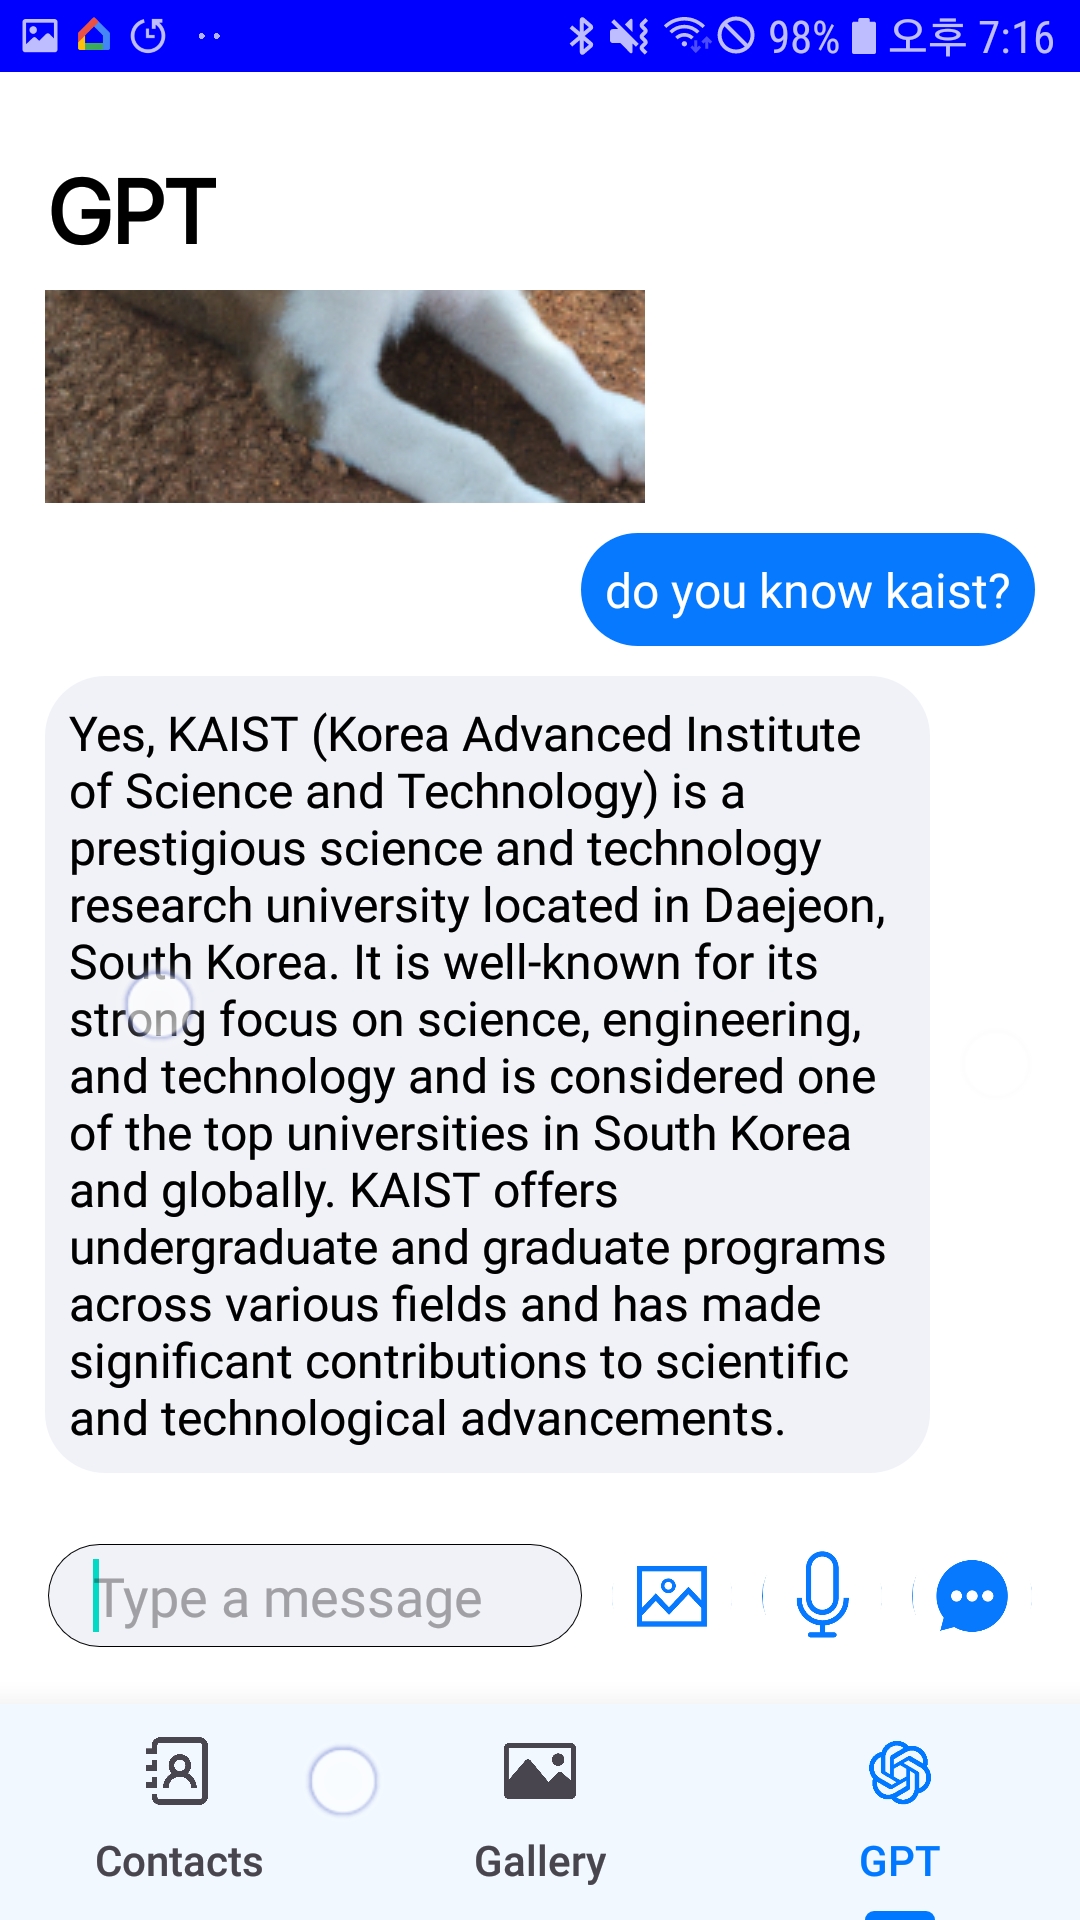 98% 오후 7:16
GPT
do you know kaist?
Yes, KAIST (Korea Advanced Institute
of Science and Technology) is a
prestigious science and technology
research university located in Daejeon,
South Korea. It is well-known for its
strong focus on science, engineering,
and technology and is considered one
of the top universities in South Korea
and globally. KAIST offers
undergraduate and graduate programs
across various fields and has made
significant contributions to scientific
and technological advancements.
Type a message
Contacts Gallery GPT